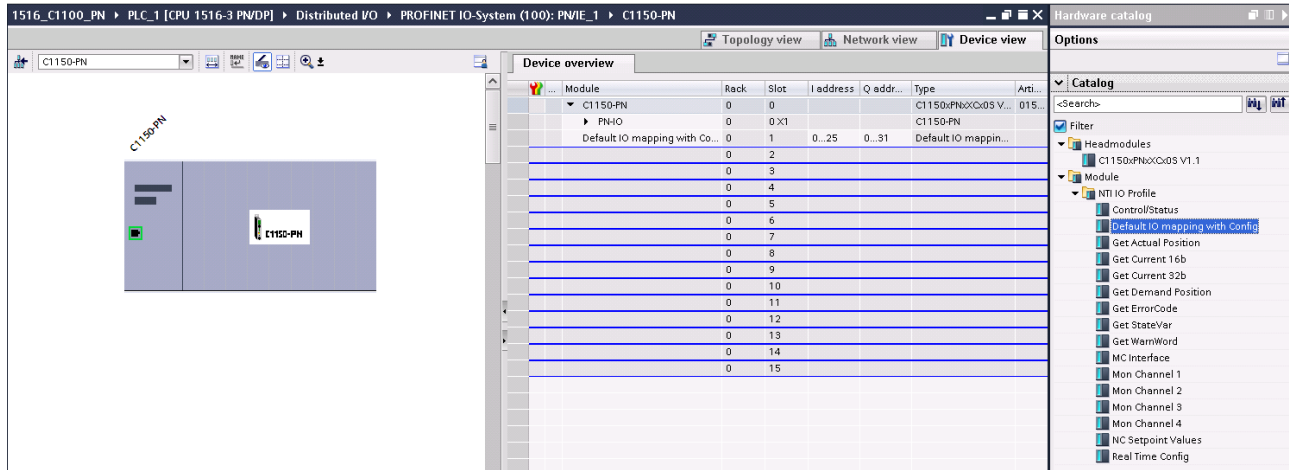 1516_C1100_PN ▸ PLC_1 [CPU 1516-3 PN/DP] ▸ Distributed I/O ▸ PROFINET IO-System (100): PN/IE_1 ▸ C1150-PN
Topology view Network view Device view
C1150-PN
C1150-PN
C1150-PN
Device overview
... Module Rack Slot I address Q addr... Type Arti...
C1150-PN 0 0 C1150xPNxXCx0S V... 015...
PN-IO 0 0 X1 C1150-PN
Default IO mapping with Co... 0 1 0...25 0...31 Default IO mappin...
0 2
0 3
0 4
0 5
0 6
0 7
0 8
0 9
0 10
0 11
0 12
0 13
0 14
0 15
Hardware catalog
Options
Catalog
<Search>
Filter
Headmodules
C1150xPNxXCx0S V1.1
Module
NTI IO Profile
Control/Status
Default IO mapping with Config
Get Actual Position
Get Current 16b
Get Current 32b
Get Demand Position
Get ErrorCode
Get StateVar
Get WarnWord
MC Interface
Mon Channel 1
Mon Channel 2
Mon Channel 3
Mon Channel 4
NC Setpoint Values
Real Time Config